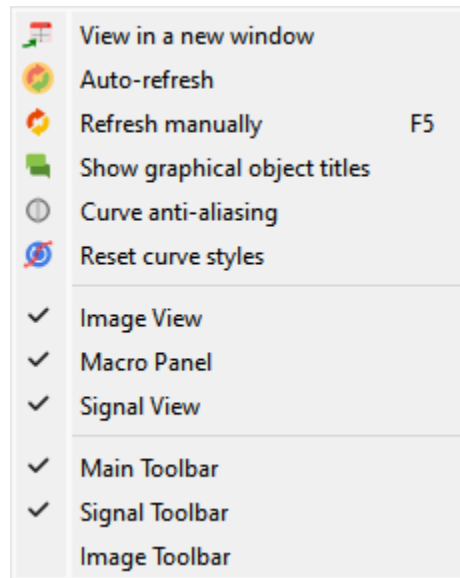 View in a new window
Auto-refresh
Refresh manually F5
Show graphical object titles
Curve anti-aliasing
Reset curve styles
Image View
Macro Panel
Signal View
Main Toolbar
Signal Toolbar
Image Toolbar